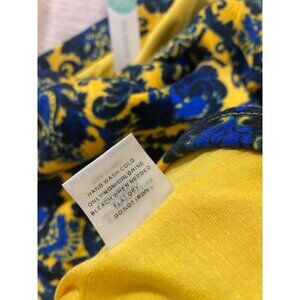 HAND WASH COLD
ONLY NON-CHLORINE
BLEACH WHEN NEEDED
FLAT DRY
DO NOT IRON